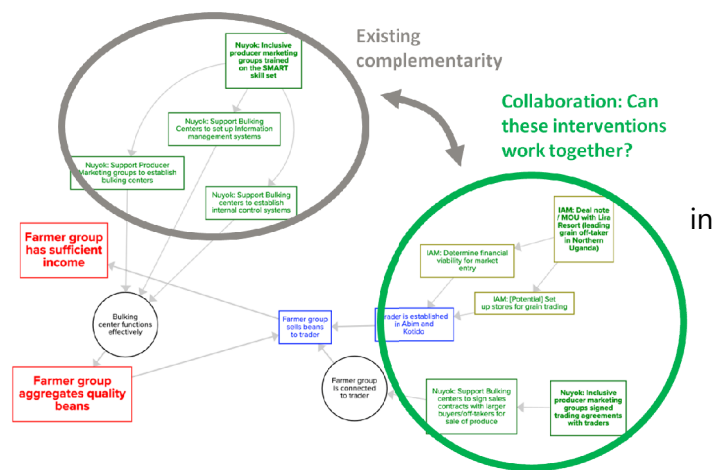 Nuyok: Inclusive
producer marketing
groups trained
on the SMART
skill set
Existing
complementarity
Nuyok: Support Bulking
Centers to set up Information
management systems
Collaboration: Can
these interventions
work together?
Nuyok: Support Producer
Marketing groups to establish
bulking centers
Nuyok: Support Bulking
centers to establish
internal control systems
in
Farmer group
has sufficient
income
IAM: Deal note
/ MOU with Lira
Resort (leading
grain off-taker
in Northern
Uganda)
IAM: Determine financial
viability for market
entry
IAM: [Potential] Set
up stores for grain trading
Bulking
center functions
effectively
Farmer group
sells beans
to trader
Trader is established
in Abim and
Kotido
Farmer group
aggregates quality
beans
Farmer group
is connected
to trader
Nuyok: Support Bulking
centers to sign sales
contracts with larger
buyers/off-takers for
sale of produce
Nuyok: Inclusive
producer marketing
groups signed
trading agreements
with traders